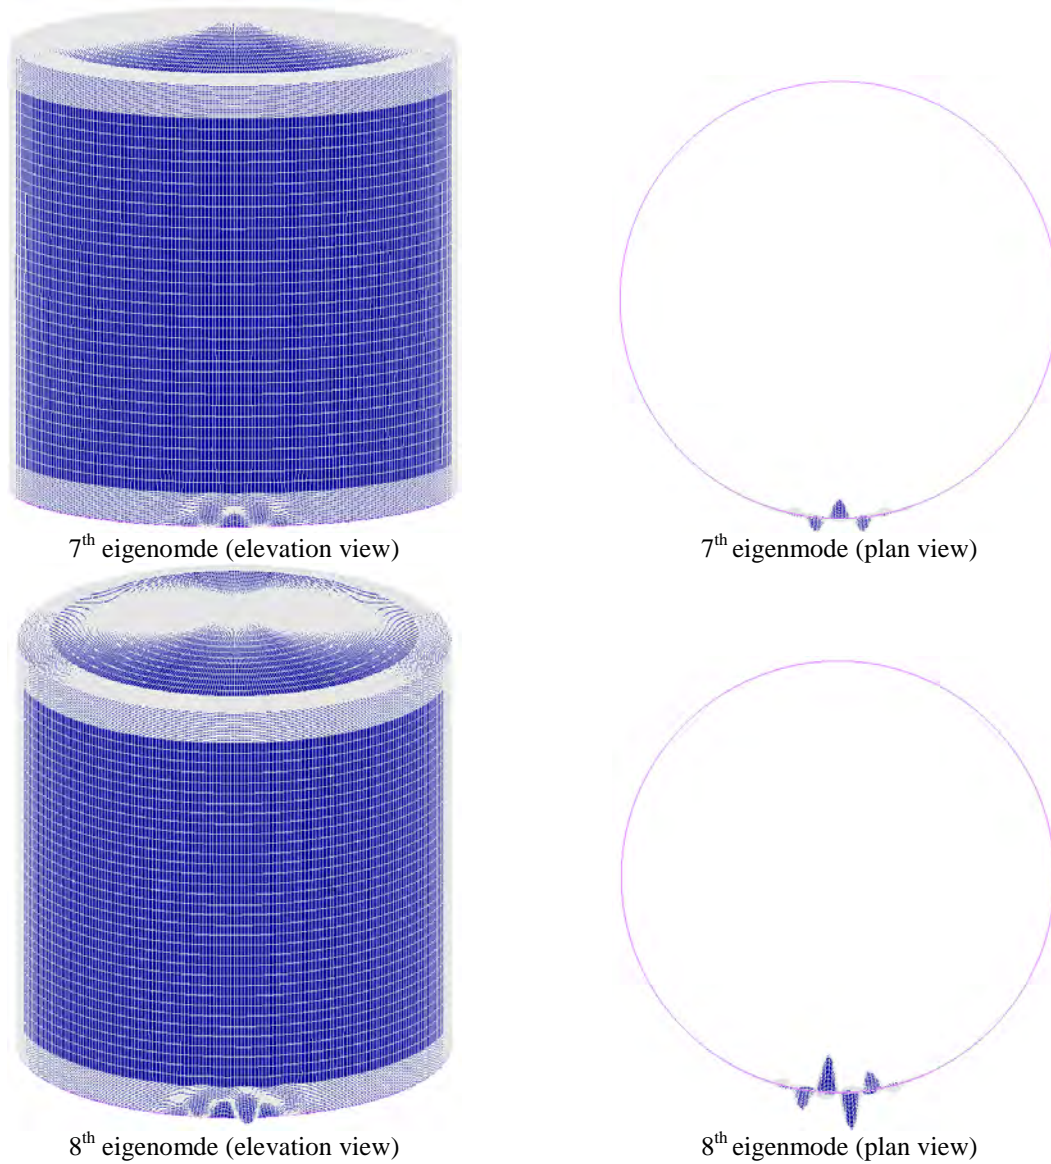 7th eigenomde (elevation view)
7th eigenmode (plan view)
8th eigenomde (elevation view)
8th eigenmode (plan view)